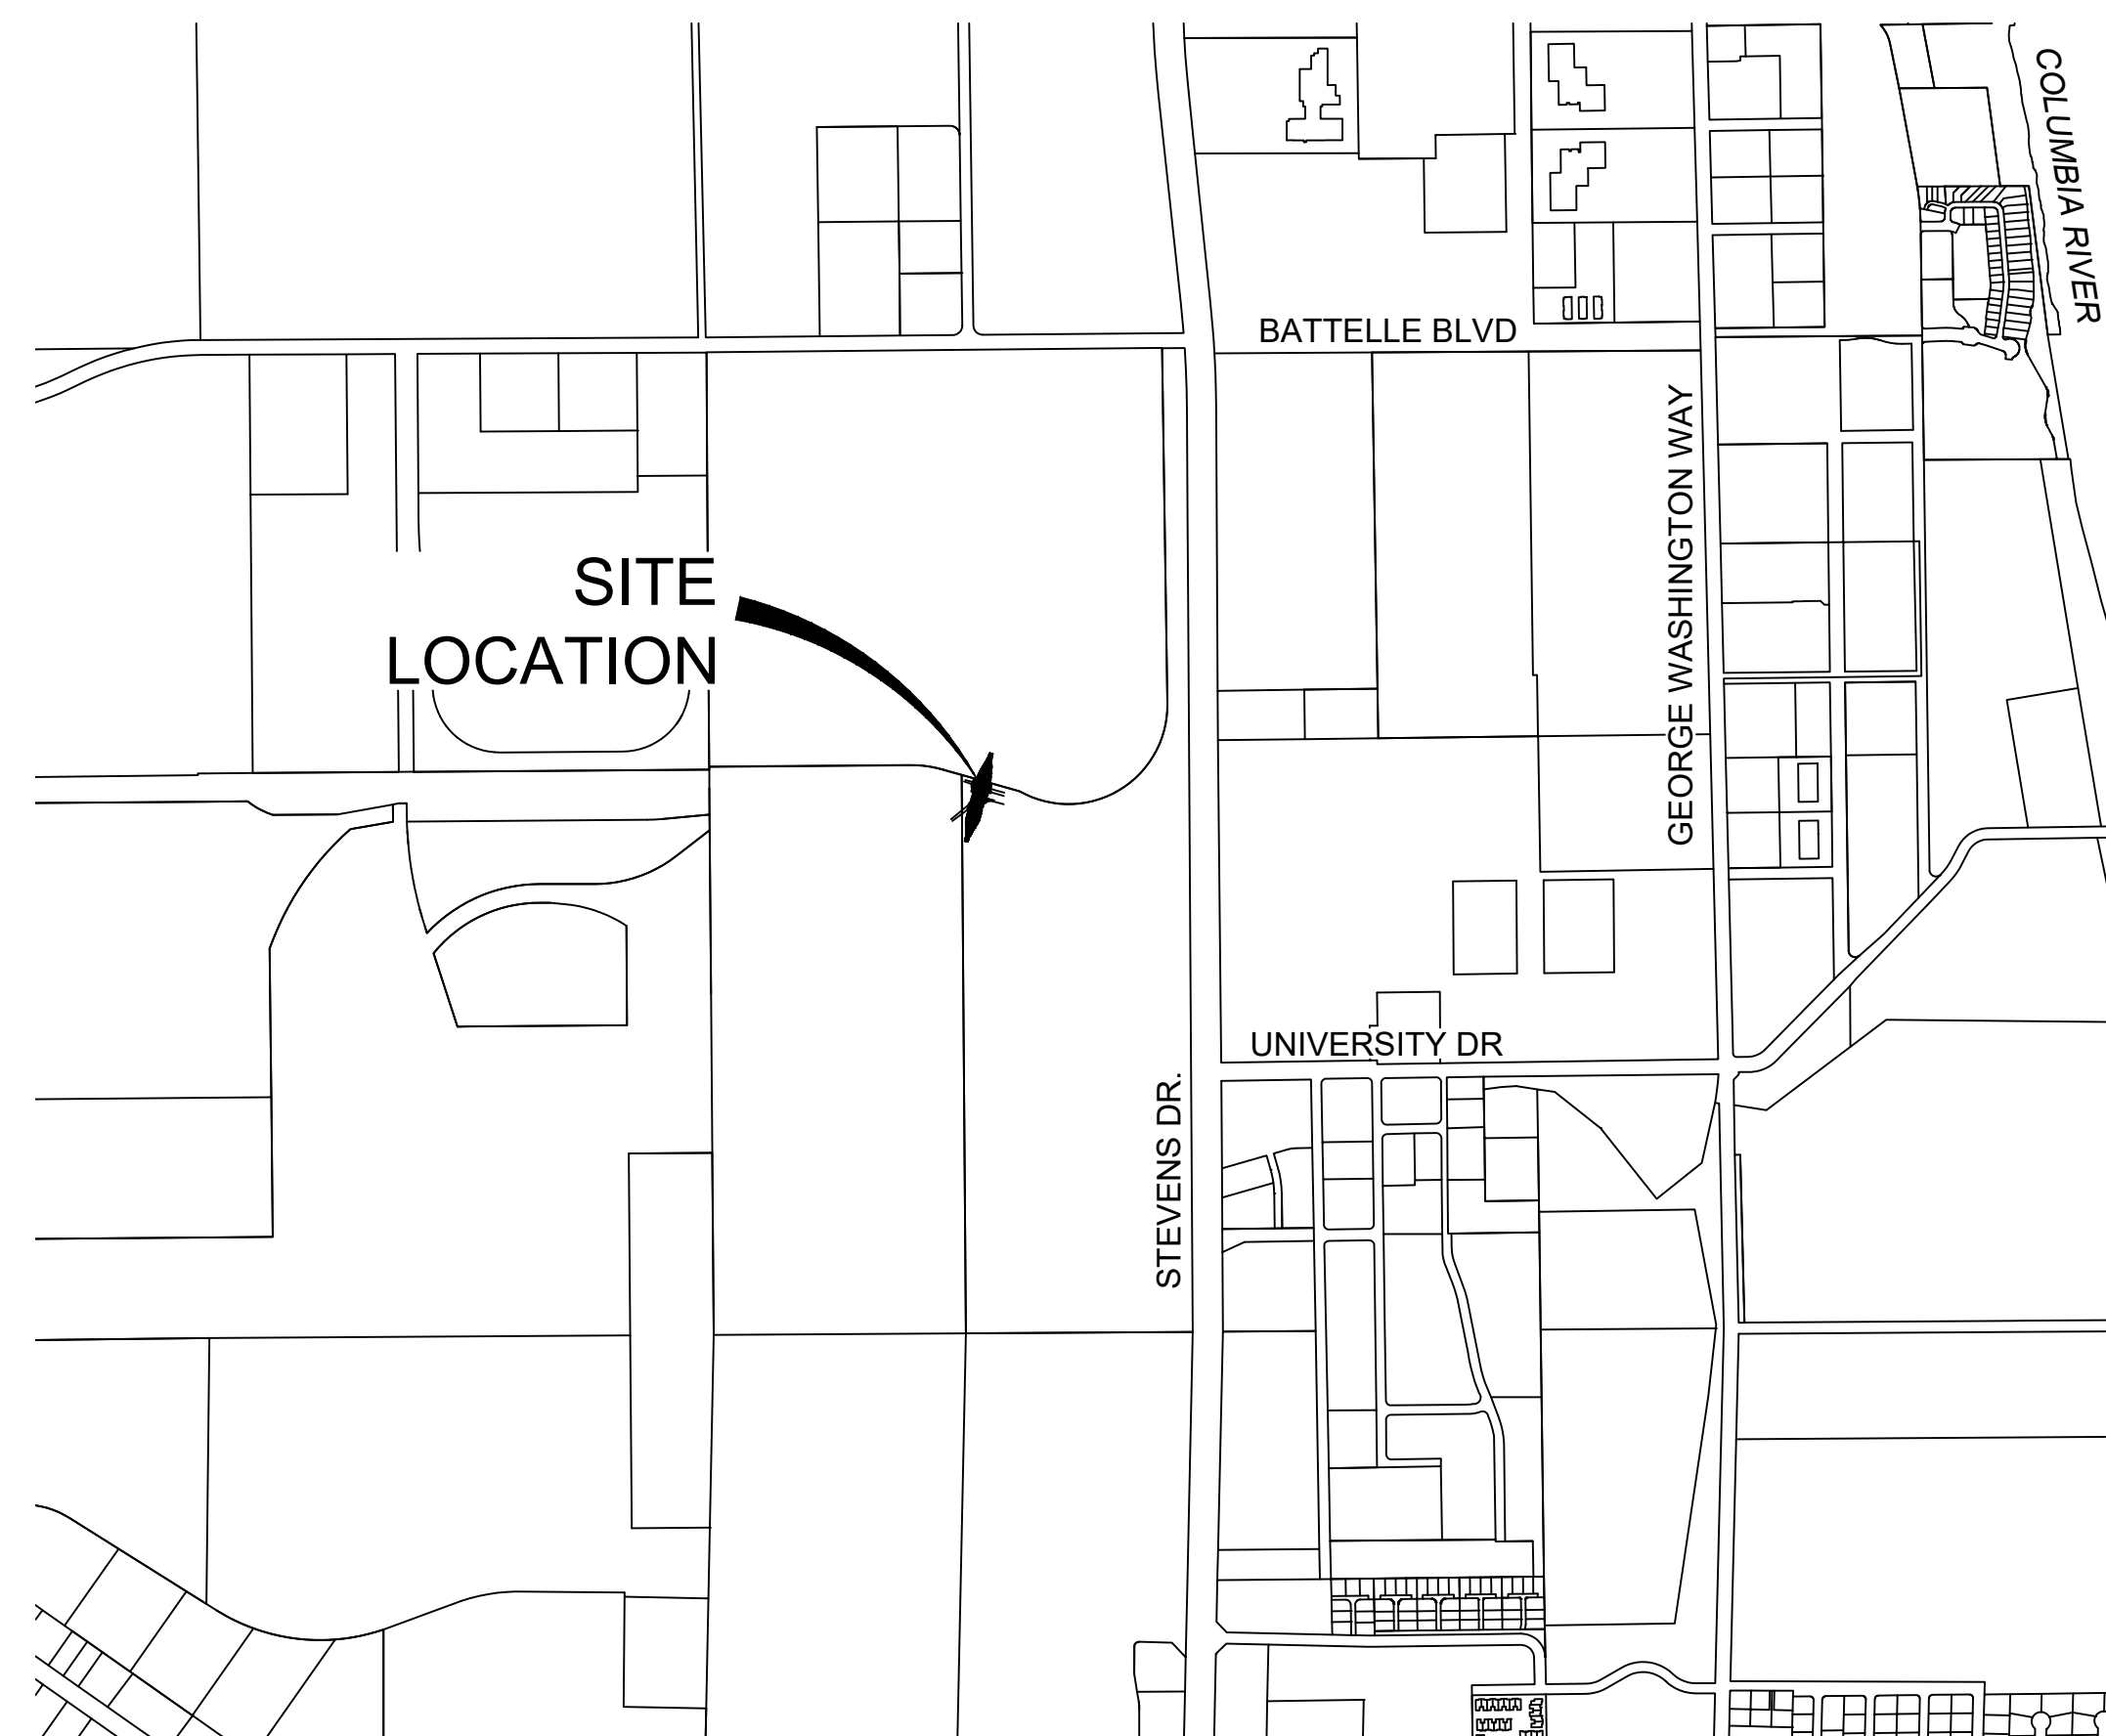 COLUMBIA RIVER
BATTELLE BLVD
GEORGE WASHINGTON WAY
SITE
LOCATION
UNIVERSITY DR
STEVENS DR.